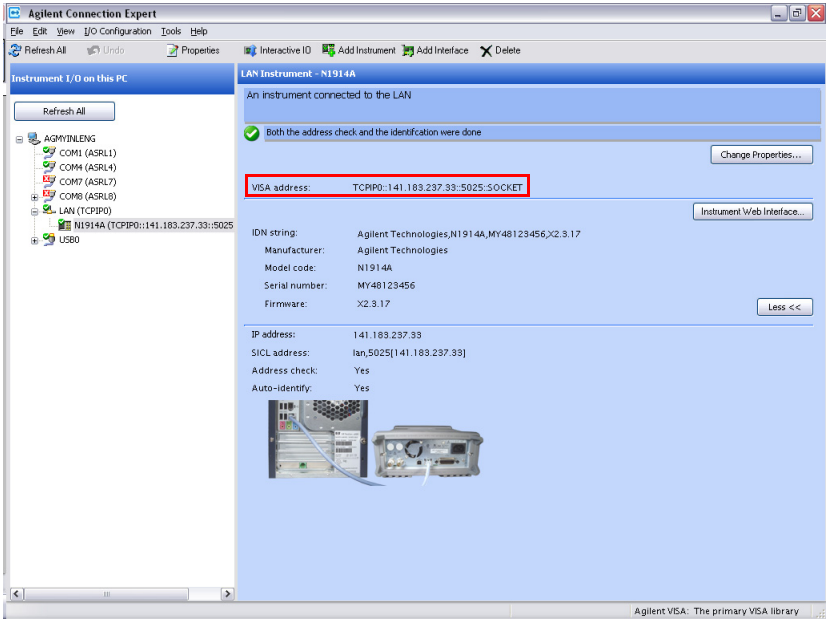 Agilent Connection Expert
File Edit View I/O Configuration Tools Help
Refresh All Undo Properties Interactive IO Add Instrument Add Interface Delete
Instrument I/O on this PC
LAN Instrument - N1914A
An instrument connected to the LAN
Refresh All
Both the address check and the identifcation were done
AGMYINLENG
COM1 (ASRL1)
COM4 (ASRL4)
COM7 (ASRL7)
COM8 (ASRL8)
LAN (TCPIP0)
N1914A (TCPIP0::141.183.237.33::5025
USB0
Change Properties...
VISA address: TCPIP0::141.183.237.33::5025::SOCKET
Instrument Web Interface...
IDN string: Agilent Technologies,N1914A,MY48123456,X2.3.17
Manufacturer: Agilent Technologies
Model code: N1914A
Serial number: MY48123456
Firmware: X2.3.17
Less <<
IP address: 141.183.237.33
SICL address: lan,5025[141.183.237.33]
Address check: Yes
Auto-identify: Yes
Agilent VISA: The primary VISA library